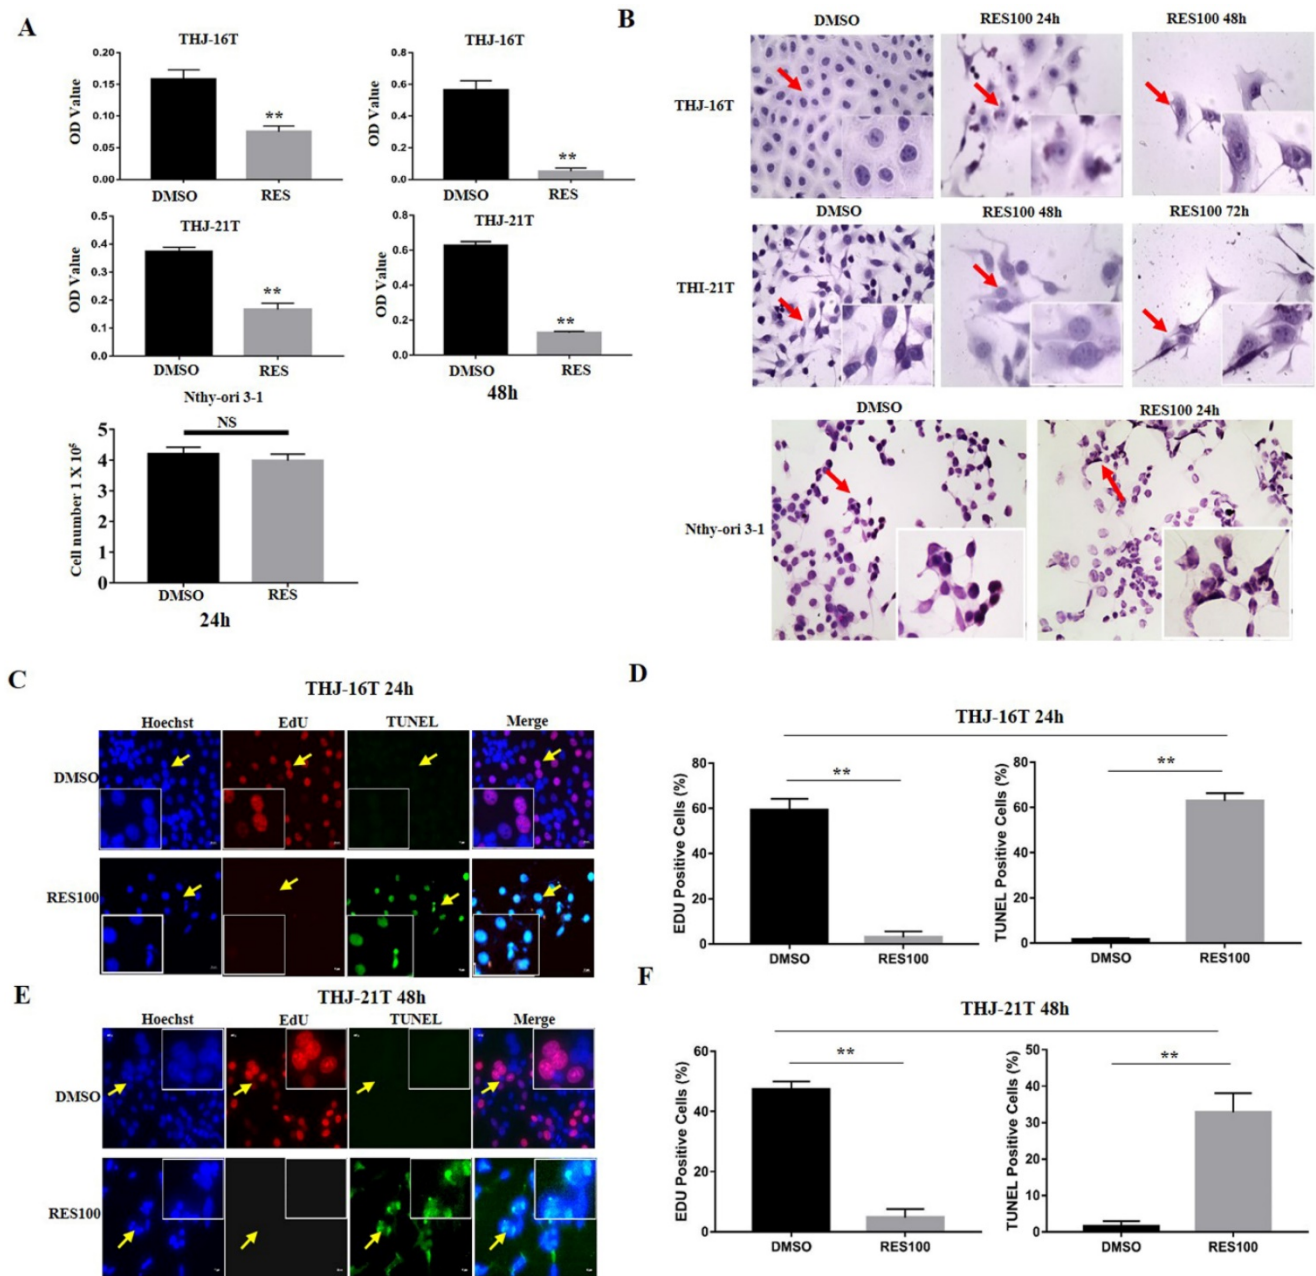 A
THJ-16T
OD Value
0.20
0.15
0.10
0.05
0.00
**
DMSO
RES
THJ-16T
OD Value
0.8
0.6
0.4
0.2
0.0
**
DMSO
RES
THJ-21T
OD Value
0.5
0.4
0.3
0.2
0.1
0.0
**
DMSO
RES
THJ-21T
OD Value
0.8
0.6
0.4
0.2
0.0
**
DMSO
RES
48h
Nthy-ori 3-1
NS
Cell number 1 X 10⁵
5
4
3
2
1
0
DMSO
RES
24h
B
DMSO
RES100 24h
RES100 48h
THJ-16T
DMSO
RES100 48h
RES100 72h
THI-21T
DMSO
RES100 24h
Nthy-ori 3-1
C
THJ-16T 24h
Hoechst
EdU
TUNEL
Merge
DMSO
RES100
D
THJ-16T 24h
EDU Positive Cells (%)
80
60
40
20
0
**
DMSO
RES100
TUNEL Positive Cells (%)
80
60
40
20
0
**
DMSO
RES100
E
THJ-21T 48h
Hoechst
EdU
TUNEL
Merge
DMSO
RES100
F
THJ-21T 48h
EDU Positive Cells (%)
60
40
20
0
**
DMSO
RES100
TUNEL Positive Cells (%)
50
40
30
20
10
0
**
DMSO
RES100